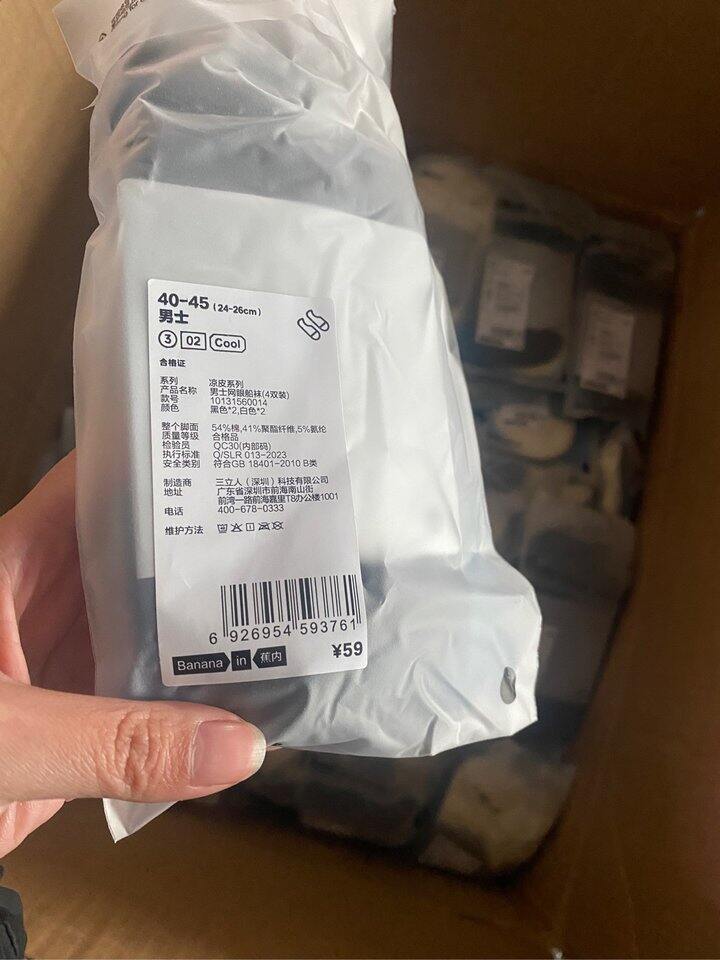 40-45 (24-26cm)
男士
3 02 Cool
合格证
系列 凉皮系列
产品名称 男士网眼船袜(4双装)
款号 10131560014
颜色 黑色*2,白色*2
整个脚面 54%棉,41%聚酯纤维,5%氨纶
质量等级 合格品
检验员 QC30(内部码)
执行标准 Q/SLR 013-2023
安全类别 符合GB 18401-2010 B类
制造商 三立人（深圳）科技有限公司
地址 广东省深圳市前海南山街
前湾一路前海嘉里T8办公楼1001
电话 400-678-0333
维护方法
6 926954 593761
Banana in 蕉内 ¥59